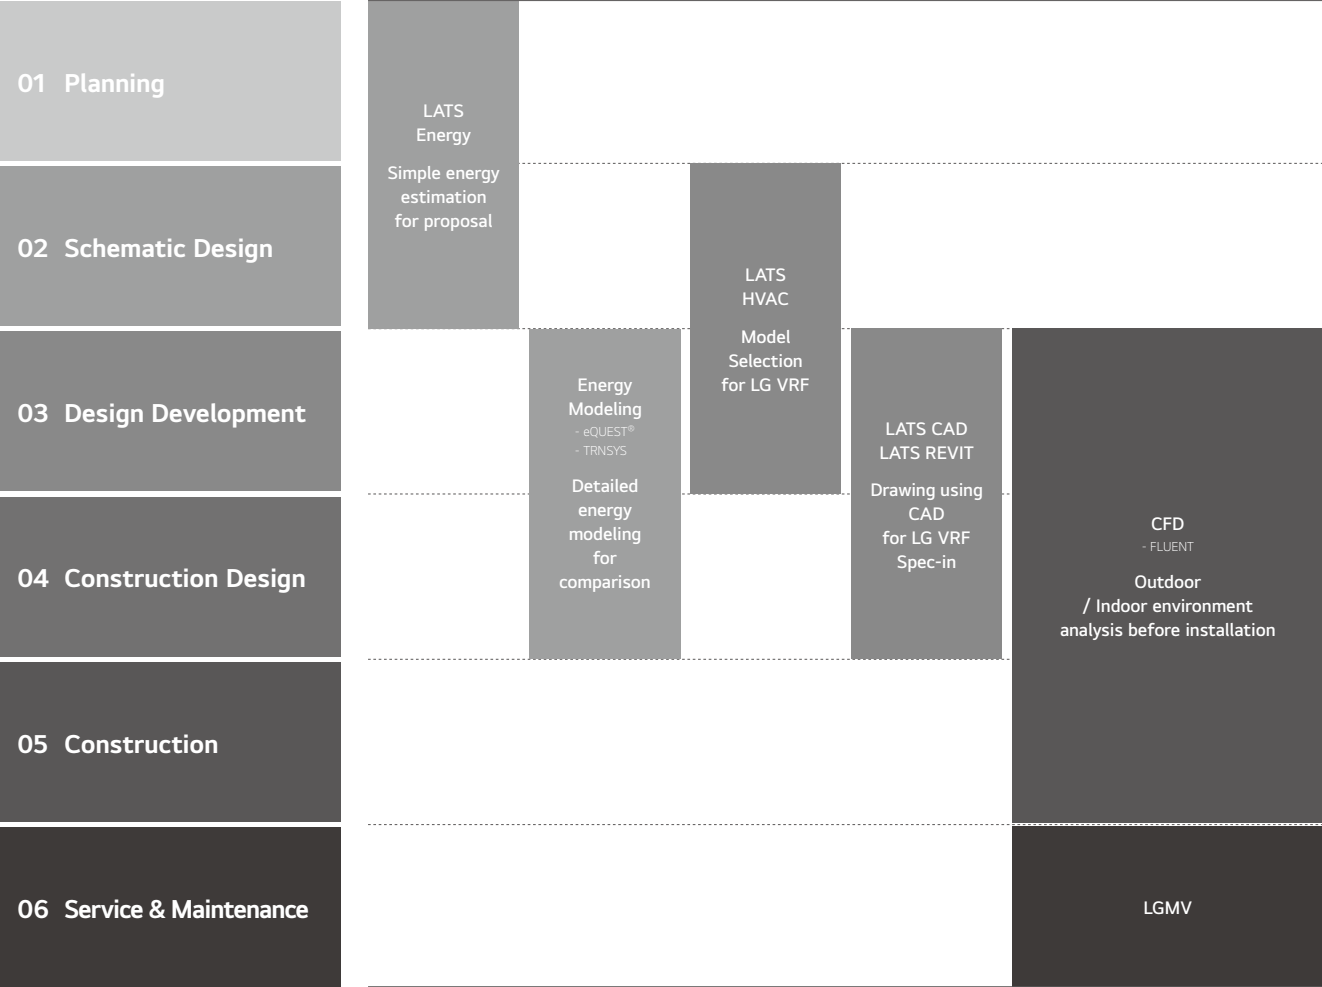 01 Planning
02 Schematic Design
03 Design Development
04 Construction Design
05 Construction
06 Service & Maintenance
LATS
Energy
Simple energy
estimation
for proposal
Energy
Modeling
- eQUEST®
- TRNSYS
Detailed
energy
modeling
for
comparison
LATS
HVAC
Model
Selection
for LG VRF
LATS CAD
LATS REVIT
Drawing using
CAD
for LG VRF
Spec-in
CFD
- FLUENT
Outdoor
/ Indoor environment
analysis before installation
LGMV